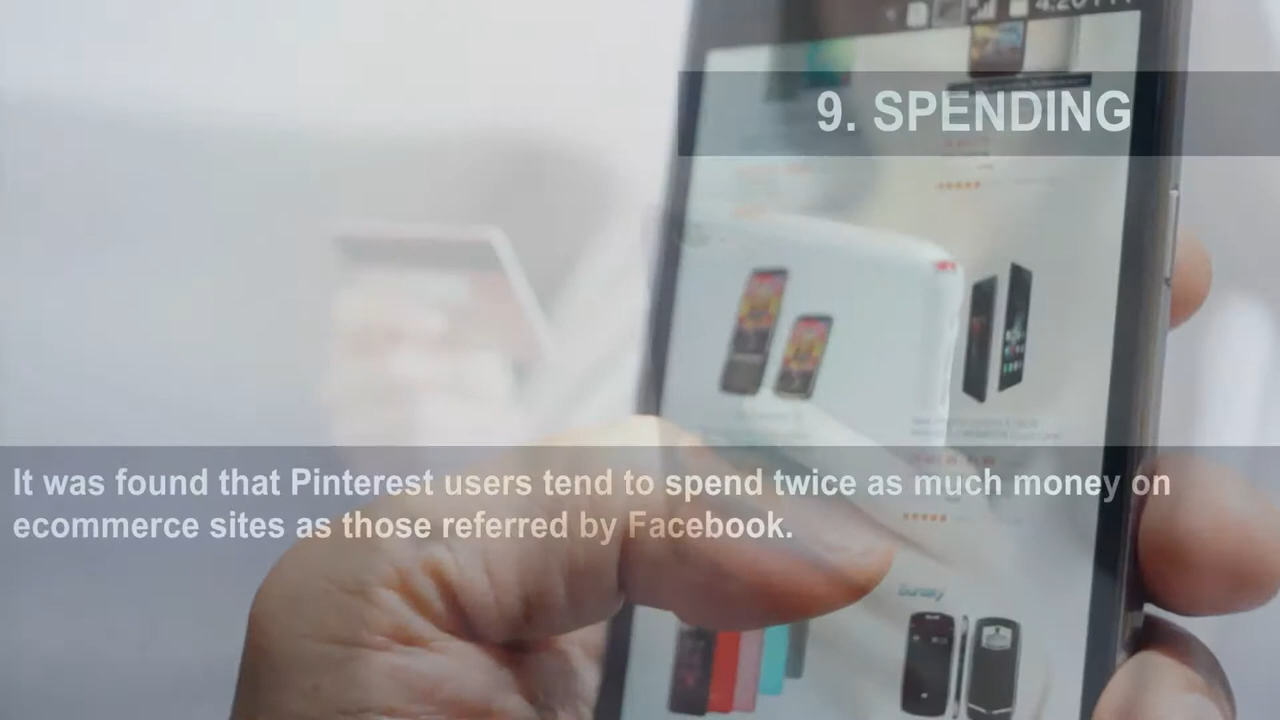 9. SPENDING
It was found that Pinterest users tend to spend twice as much money on
ecommerce sites as those referred by Facebook.